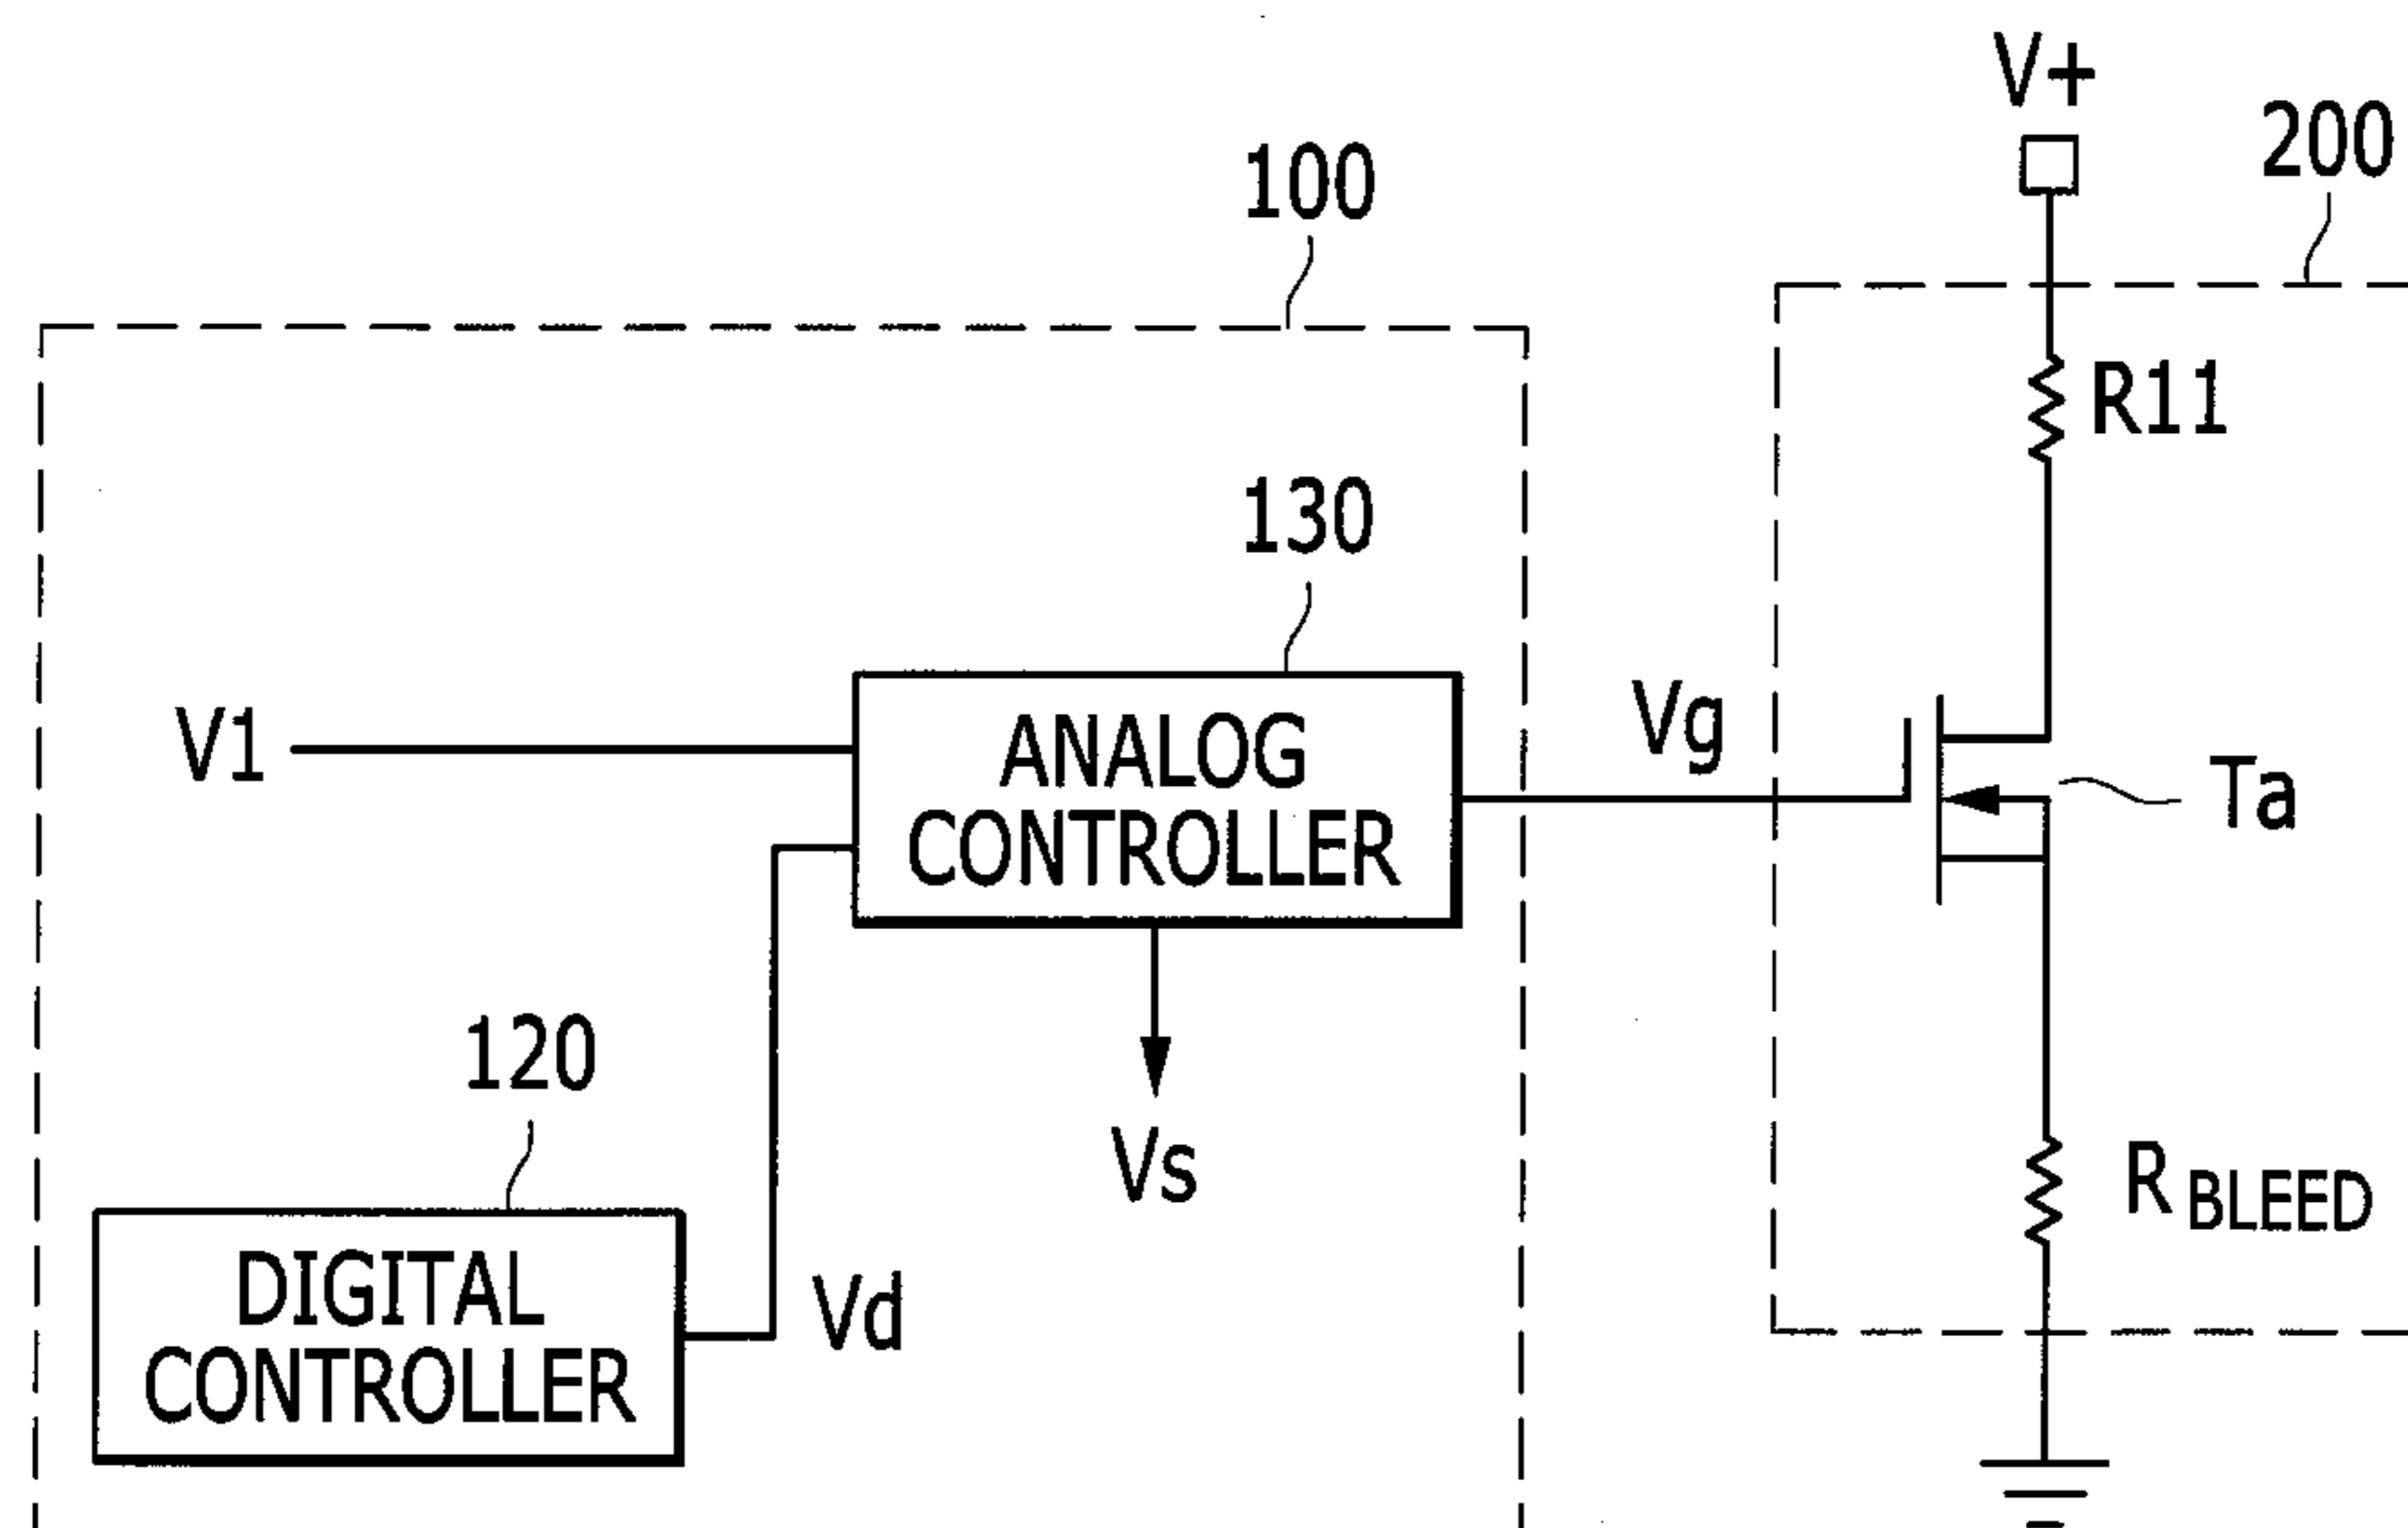 V+
200
100
R11
130
V1
ANALOG
CONTROLLER
Vg
Ta
120
Vs
R BLEED
DIGITAL
CONTROLLER
Vd